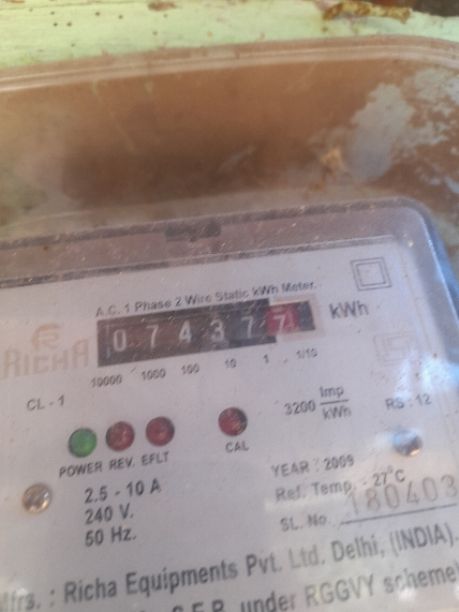 A.C. 1 Phase 2 Wire Static kWh Meter.
0 7 4 3 7 7 kWh
RICHA
10000 1000 100 10 1 1/10
CL - 1
3200 Imp/kWh
RS : 12
POWER REV. EFLT CAL
2.5 - 10 A
240 V.
50 Hz.
YEAR : 2009
Ref. Temp. - 27°C
SL. No. 180403
Mfrs. : Richa Equipments Pvt. Ltd. Delhi, (INDIA).
under RGGVY scheme